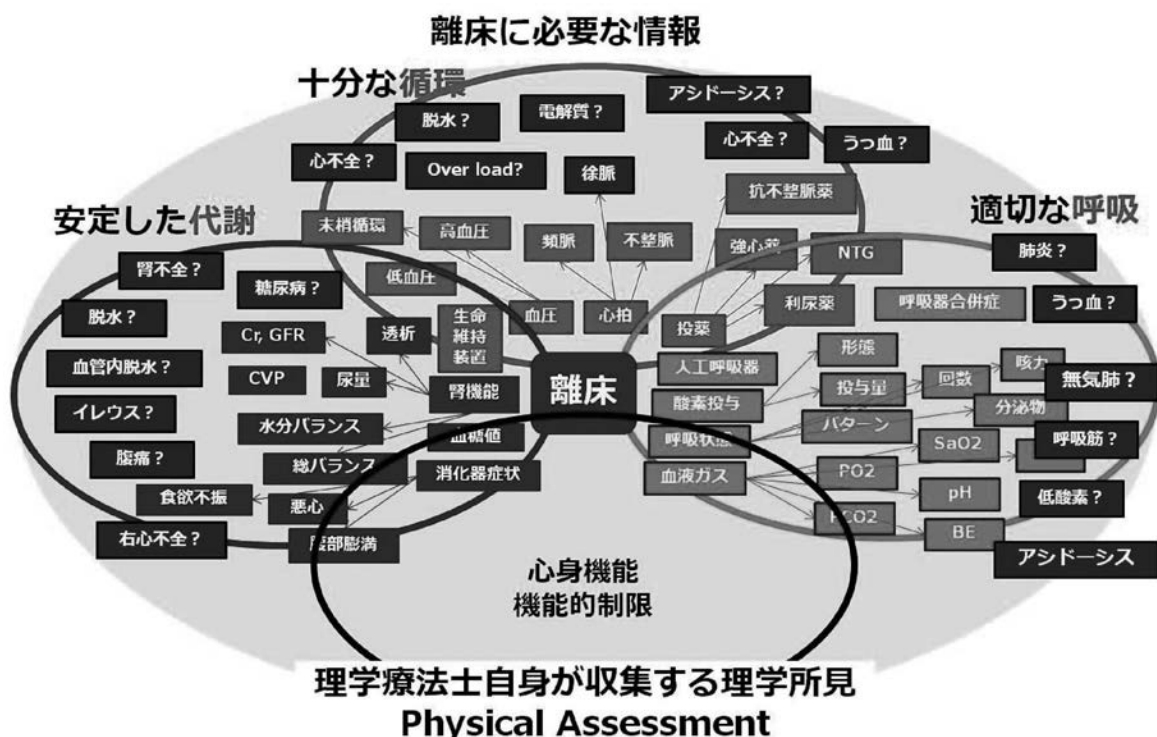 離床に必要な情報
十分な循環
アシドーシス？
脱水？
電解質？
心不全？
うっ血？
心不全？
Over load?
徐脈
抗不整脈薬
安定した代謝
適切な呼吸
末梢循環
高血圧
頻脈
不整脈
強心薬
NTG
肺炎？
腎不全？
低血圧
糖尿病？
呼吸器合併症
うっ血？
脱水？
生命
維持
装置
血圧
心拍
投薬
利尿薬
Cr, GFR
透析
形態
血管内脱水？
CVP
尿量
腎機能
離床
人工呼吸器
酸素投与
投与量
回数
咳力
無気肺？
イレウス？
水分バランス
血糖値
呼吸状態
パターン
分泌物
呼吸筋？
腹痛？
総バランス
消化器症状
血液ガス
PO2
SaO2
食欲不振
悪心
PCO2
pH
低酸素？
右心不全？
腹部膨満
BE
アシドーシス
心身機能
機能的制限
理学療法士自身が収集する理学所見
Physical Assessment